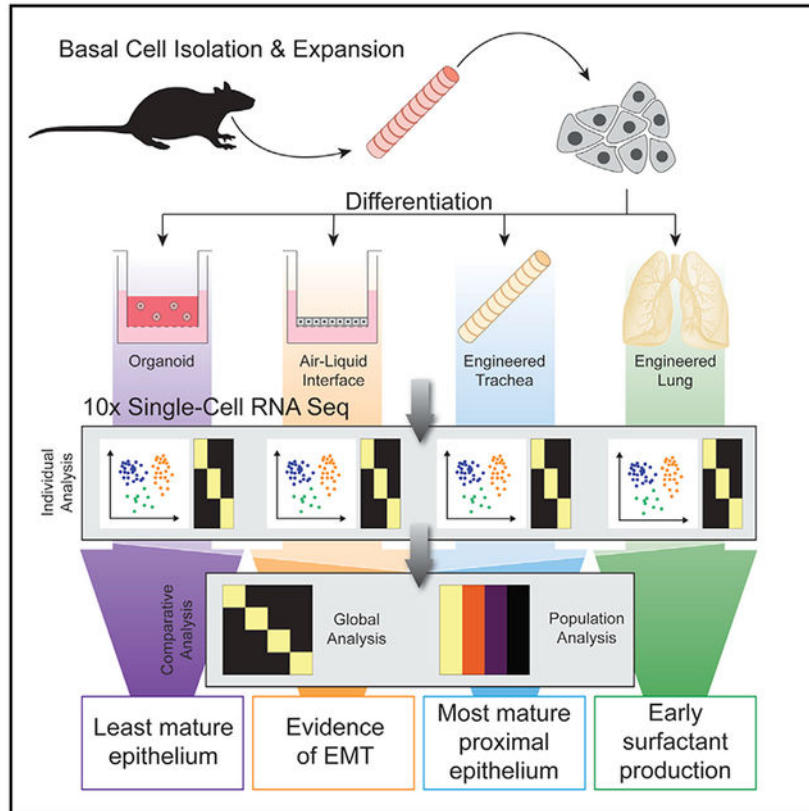 Basal Cell Isolation & Expansion
Differentiation
Organoid
Air-Liquid
Interface
Engineered
Trachea
Engineered
Lung
10x Single-Cell RNA Seq
Individual
Analysis
Comparative
Analysis
Global
Analysis
Population
Analysis
Least mature
epithelium
Evidence
of EMT
Most mature
proximal
epithelium
Early
surfactant
production